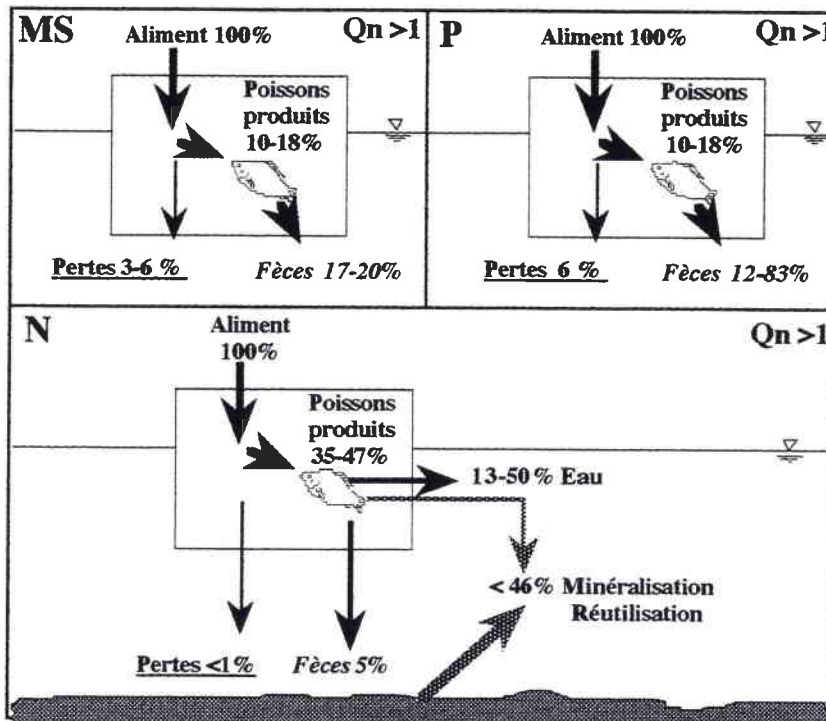 MS
Aliment 100%
Qn >1
Poissons
produits
10-18%
Pertes 3-6 %
Fèces 17-20%
P
Aliment 100%
Qn >1
Poissons
produits
10-18%
Pertes 6 %
Fèces 12-83%
N
Aliment
100%
Qn >1
Poissons
produits
35-47%
13-50% Eau
< 46% Minéralisation
Réutilisation
Pertes <1%
Fèces 5%